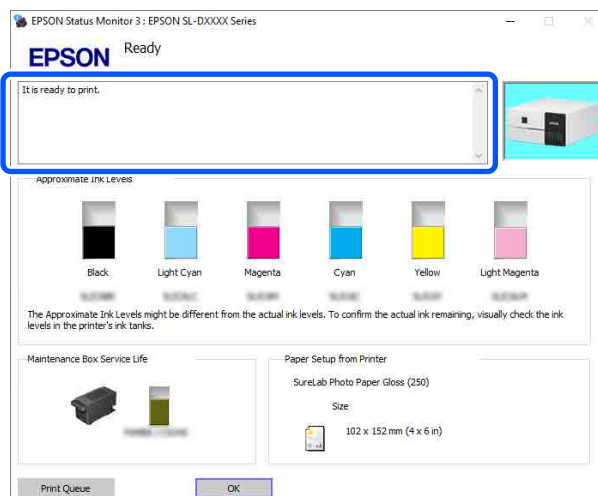 EPSON Status Monitor 3 : EPSON SL-DXXXX Series
EPSON
Ready
It is ready to print.
EPSON
Approximate Ink Levels
Black Light Cyan Magenta Cyan Yellow Light Magenta
The Approximate Ink Levels might be different from the actual ink levels. To confirm the actual ink remaining, visually check the ink
levels in the printer's ink tanks.
Maintenance Box Service Life
Paper Setup from Printer
SureLab Photo Paper Gloss (250)
Size
102 x 152 mm (4 x 6 in)
Print Queue
OK